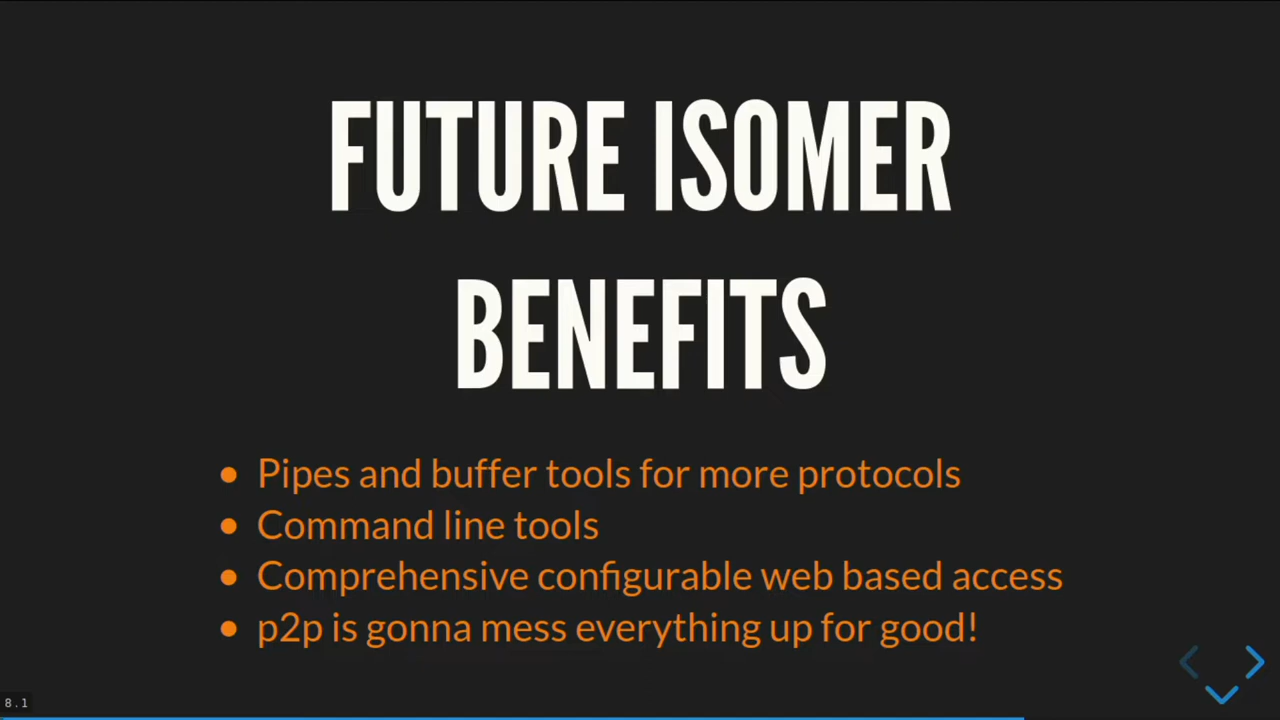 FUTURE ISOMER
BENEFITS
Pipes and buffer tools for more protocols
Command line tools
Comprehensive configurable web based access
p2p is gonna mess everything up for good!
8.1